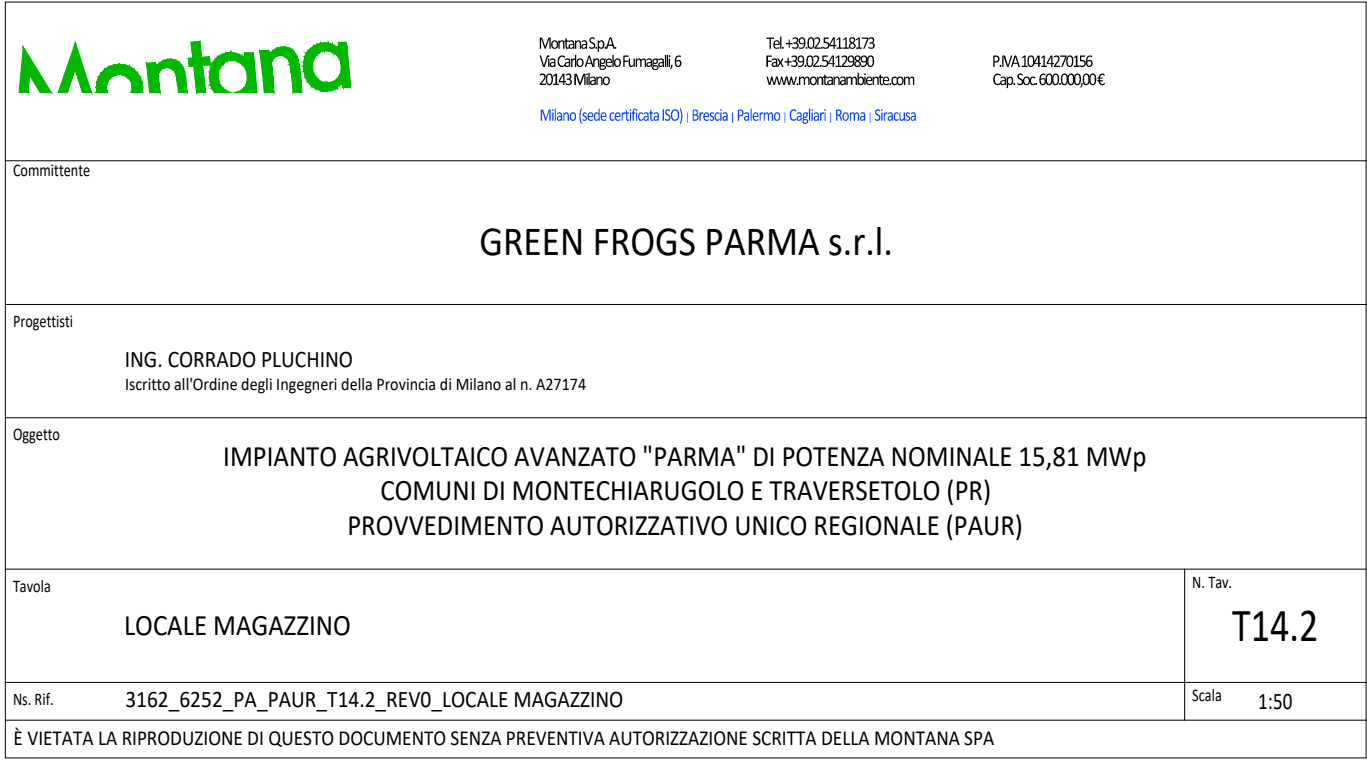 Montana
Montana S.p.A.
Via Carlo Angelo Fumagalli, 6
20143 Milano
Tel. +39.02.54118173
Fax +39.02.54129890
www.montanambiente.com
P.IVA 10414270156
Cap. Soc. 600.000,00 €
Milano (sede certificata ISO) | Brescia | Palermo | Cagliari | Roma | Siracusa
Committente
GREEN FROGS PARMA s.r.l.
Progettisti
ING. CORRADO PLUCHINO
Iscritto all'Ordine degli Ingegneri della Provincia di Milano al n. A27174
Oggetto
IMPIANTO AGRIVOLTAICO AVANZATO "PARMA" DI POTENZA NOMINALE 15,81 MWp
COMUNI DI MONTECHIARUGOLO E TRAVERSETOLO (PR)
PROVVEDIMENTO AUTORIZZATIVO UNICO REGIONALE (PAUR)
Tavola
LOCALE MAGAZZINO
N. Tav.
T14.2
Ns. Rif.
3162_6252_PA_PAUR_T14.2_REV0_LOCALE MAGAZZINO
Scala
1:50
È VIETATA LA RIPRODUZIONE DI QUESTO DOCUMENTO SENZA PREVENTIVA AUTORIZZAZIONE SCRITTA DELLA MONTANA SPA